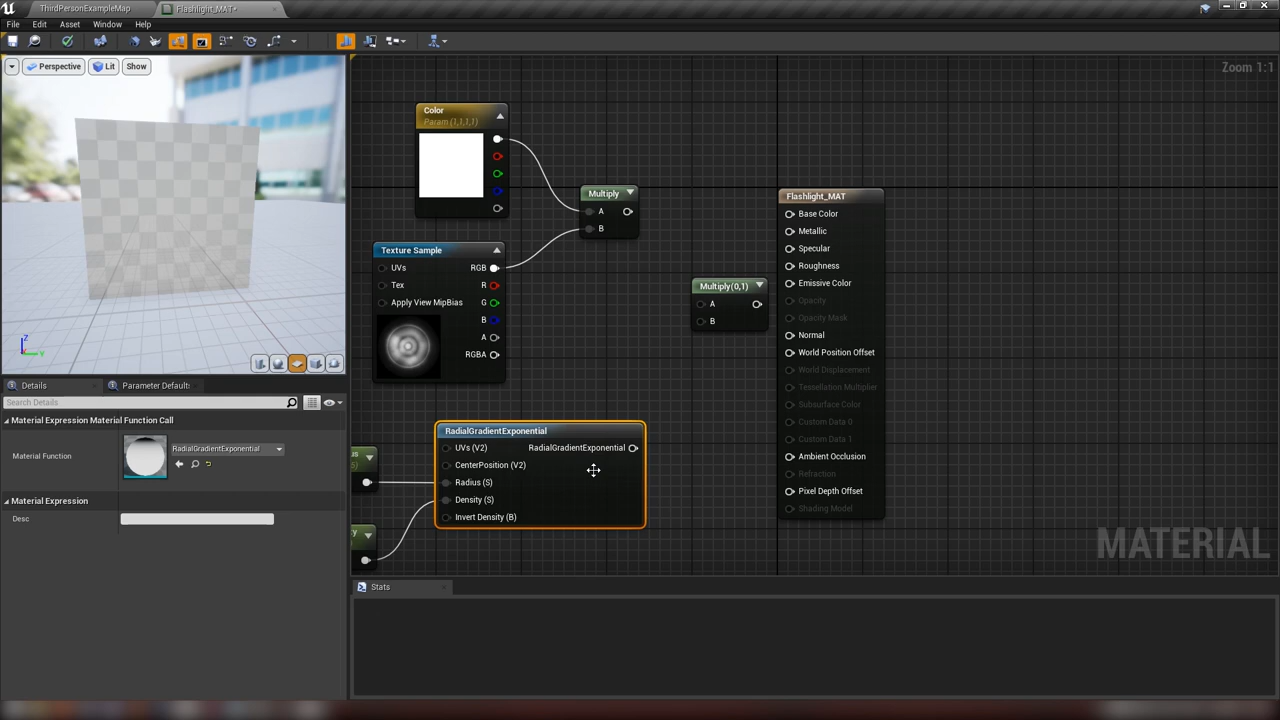 ThirdPersonExampleMap
Flashlight_MAT*
File Edit Asset Window Help
Perspective Lit Show
Zoom 1:1
Color
Param (1,1,1,1)
Multiply
A
B
Texture Sample
UVs RGB
Tex R
Apply View MipBias G
B
A
RGBA
Multiply(0,1)
A
B
Flashlight_MAT
Base Color
Metallic
Specular
Roughness
Emissive Color
Opacity
Opacity Mask
Normal
World Position Offset
World Displacement
Tessellation Multiplier
Subsurface Color
Custom Data 0
Custom Data 1
Ambient Occlusion
Refraction
Pixel Depth Offset
Shading Model
RadialGradientExponential
UVs (V2) RadialGradientExponential
CenterPosition (V2)
Radius (S)
Density (S)
Invert Density (B)
MATERIAL
Z
Y
Details
Parameter Default:
Search Details
Material Expression Material Function Call
Material Function
RadialGradientExponential
Material Expression
Desc
Stats